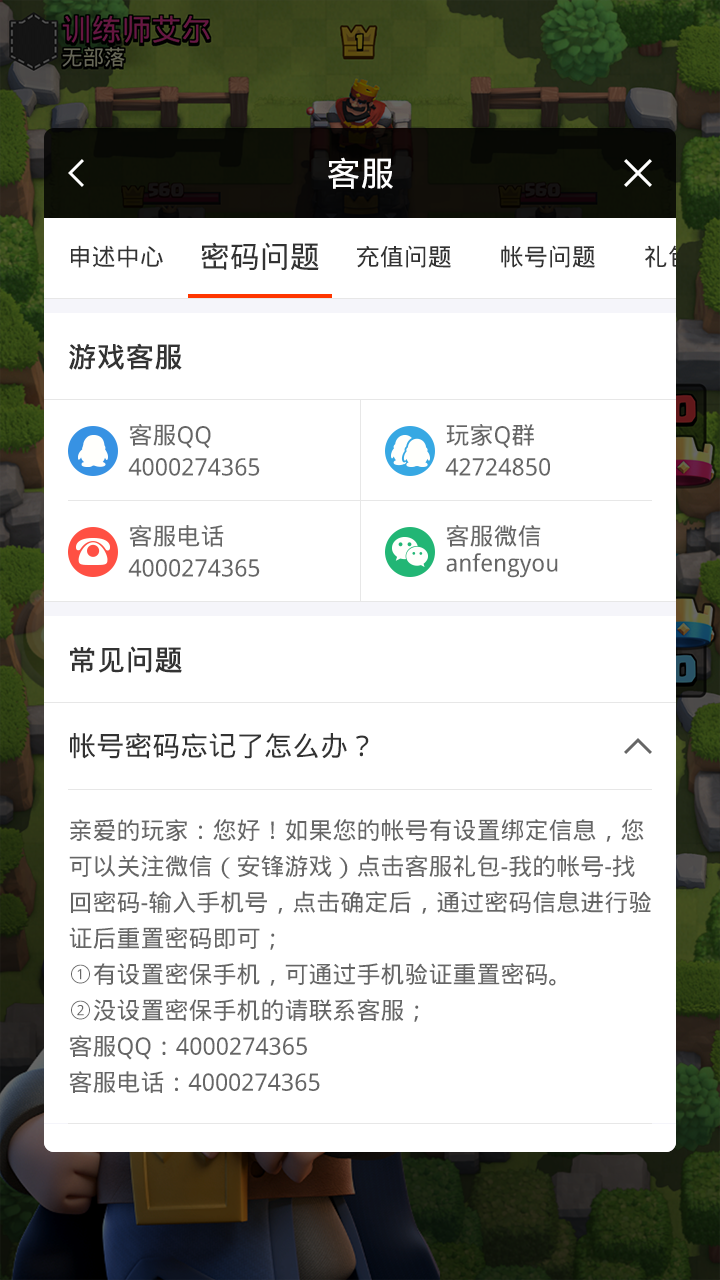 训练师艾尔
无部落
1
客服
560
560
申述中心
密码问题
充值问题
帐号问题
游戏客服
客服QQ
4000274365
玩家Q群
42724850
客服电话
4000274365
客服微信
anfengyou
常见问题
帐号密码忘记了怎么办？
亲爱的玩家：您好！如果您的帐号有设置绑定信息，您
可以关注微信（安锋游戏）点击客服礼包-我的帐号-找
回密码-输入手机号，点击确定后，通过密码信息进行验
证后重置密码即可；
①有设置密保手机，可通过手机验证重置密码。
②没设置密保手机的请联系客服；
客服QQ：4000274365
客服电话：4000274365
0
0